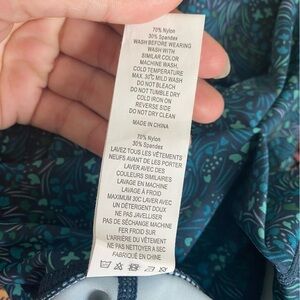 70% Nylon
30% Spandex
WASH BEFORE WEARING
WASH WITH
SIMILAR COLOR
MACHINE WASH,
COLD TEMPERATURE
MAX. 30℃ MILD WASH
DO NOT BLEACH
DO NOT TUMBLE DRY
COLD IRON ON
REVERSE SIDE
DO NOT DRY CLEAN
MADE IN CHINA
70% Nylon
30% Spandex
LAVEZ TOUS LES VÊTEMENTS
NEUFS AVANT DE LES PORTER
LAVER AVEC DES
COULEURS SIMILAIRES
LAVAGE EN MACHINE
LAVAGE À FROID
MAXIMUM 30C LAVER AVEC
UN DÉTERGENT DOUX
NE PAS JAVELLISER
PAS DE SÉCHAGE MACHINE
FER FROID SUR
L'ARRIÈRE DU VÊTEMENT
NE PAS NETTOYER A SEC
FABRIQUÉ EN CHINE